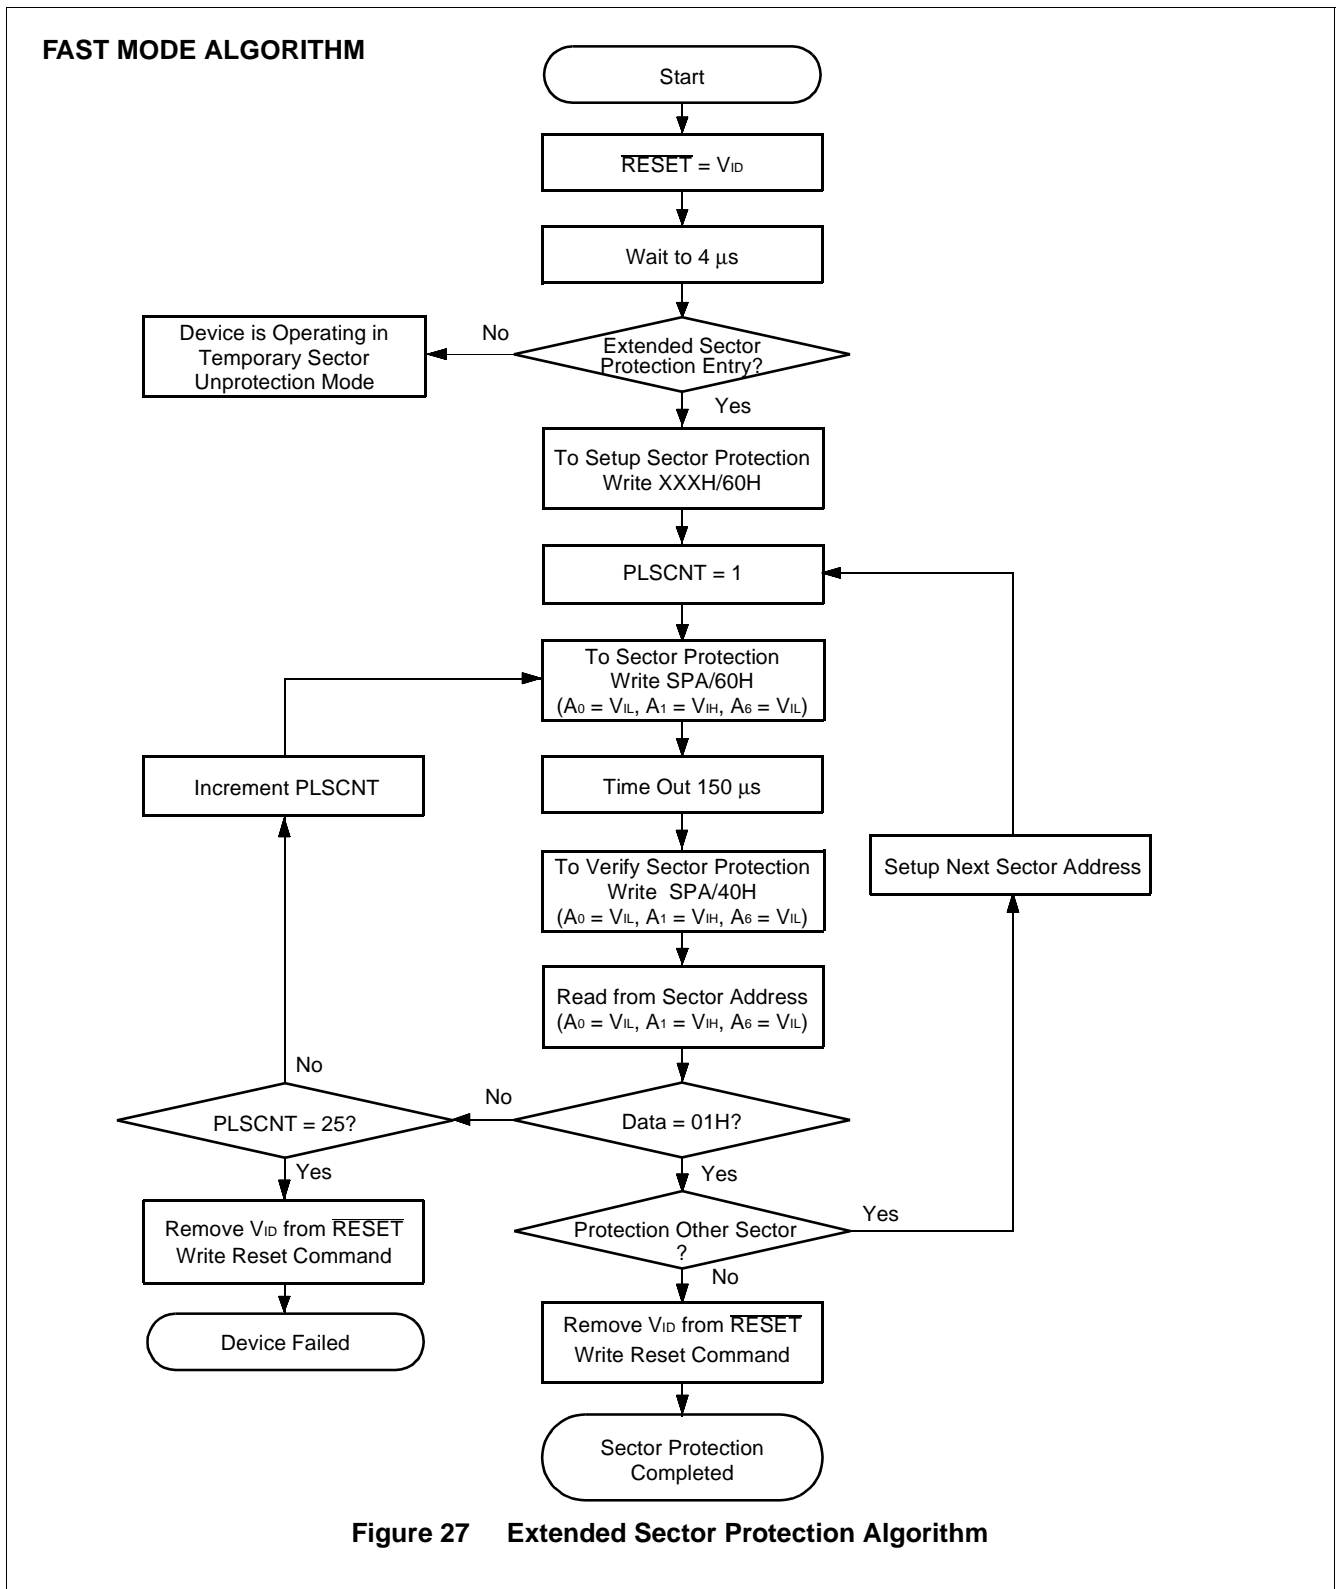 FAST MODE ALGORITHM
Start
RESET = VID
Wait to 4 µs
Device is Operating in
Temporary Sector
Unprotection Mode
No
Extended Sector
Protection Entry?
Yes
To Setup Sector Protection
Write XXXH/60H
PLSCNT = 1
To Sector Protection
Write SPA/60H
(A0 = VIL, A1 = VIH, A6 = VIL)
Increment PLSCNT
Time Out 150 µs
To Verify Sector Protection
Write SPA/40H
(A0 = VIL, A1 = VIH, A6 = VIL)
Setup Next Sector Address
Read from Sector Address
(A0 = VIL, A1 = VIH, A6 = VIL)
No
PLSCNT = 25?
No
Data = 01H?
Yes
Yes
Remove VID from RESET
Write Reset Command
Protection Other Sector
?
Yes
No
Device Failed
Remove VID from RESET
Write Reset Command
Sector Protection
Completed
Figure 27 Extended Sector Protection Algorithm